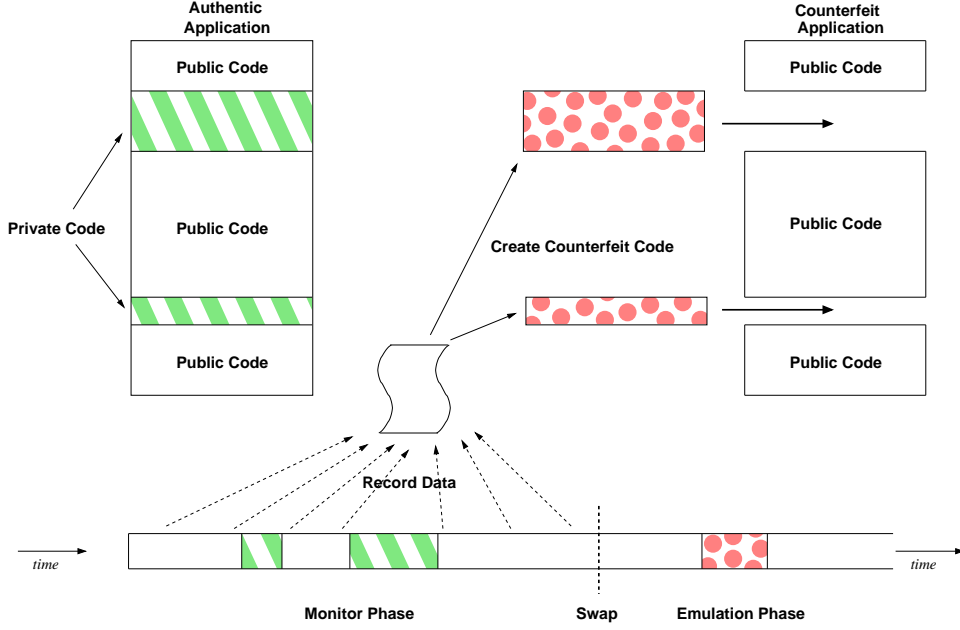 Authentic
Application
Counterfeit
Application
Public Code
Public Code
Private Code
Public Code
Public Code
Create Counterfeit Code
Public Code
Public Code
Record Data
time
time
Monitor Phase
Swap
Emulation Phase